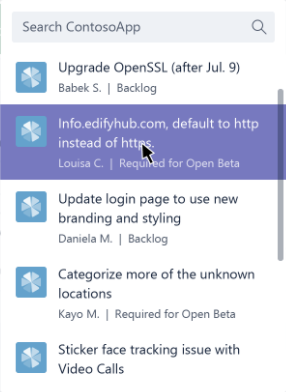 Search ContosoApp
Upgrade OpenSSL (after Jul. 9)
Babek S. | Backlog
Info.edifyhub.com, default to http
instead of https.
Louisa C. | Required for Open Beta
Update login page to use new
branding and styling
Daniela M. | Backlog
Categorize more of the unknown
locations
Kayo M. | Required for Open Beta
Sticker face tracking issue with
Video Calls